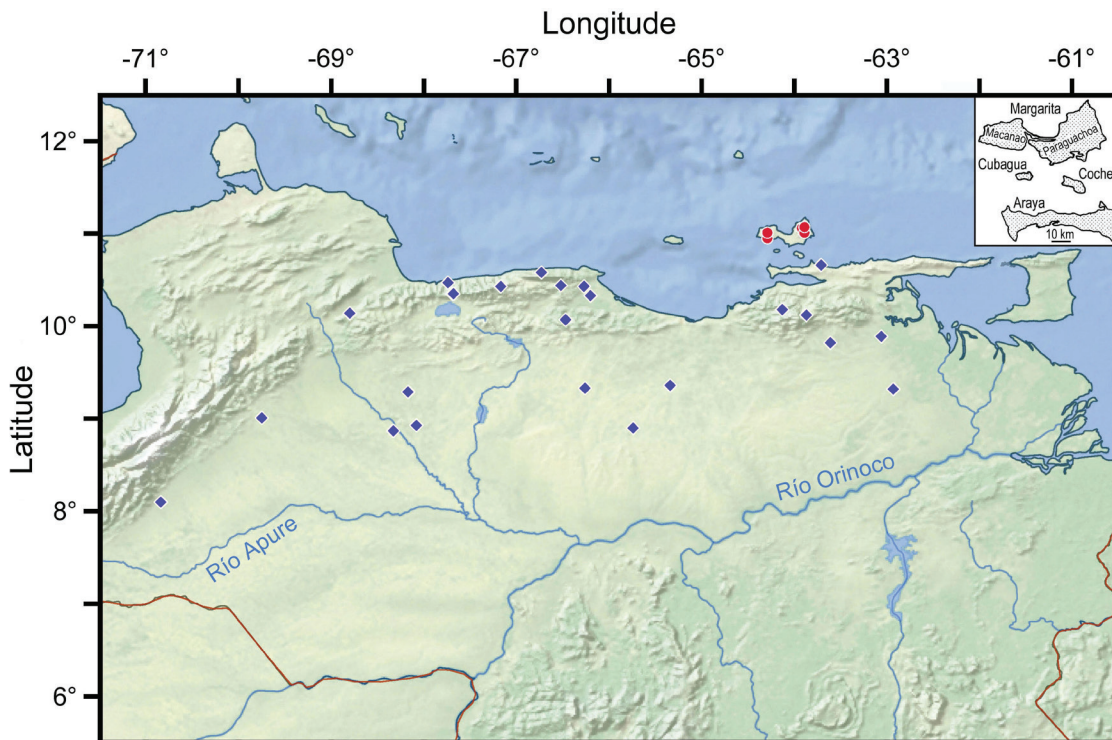 Longitude
-71° -69° -67° -65° -63° -61°
Latitude
12°
10°
8°
6°
Margarita
Macanao
Paraguachoa
Cubagua
Coche
Araya
10 km
Río Orinoco
Río Apure